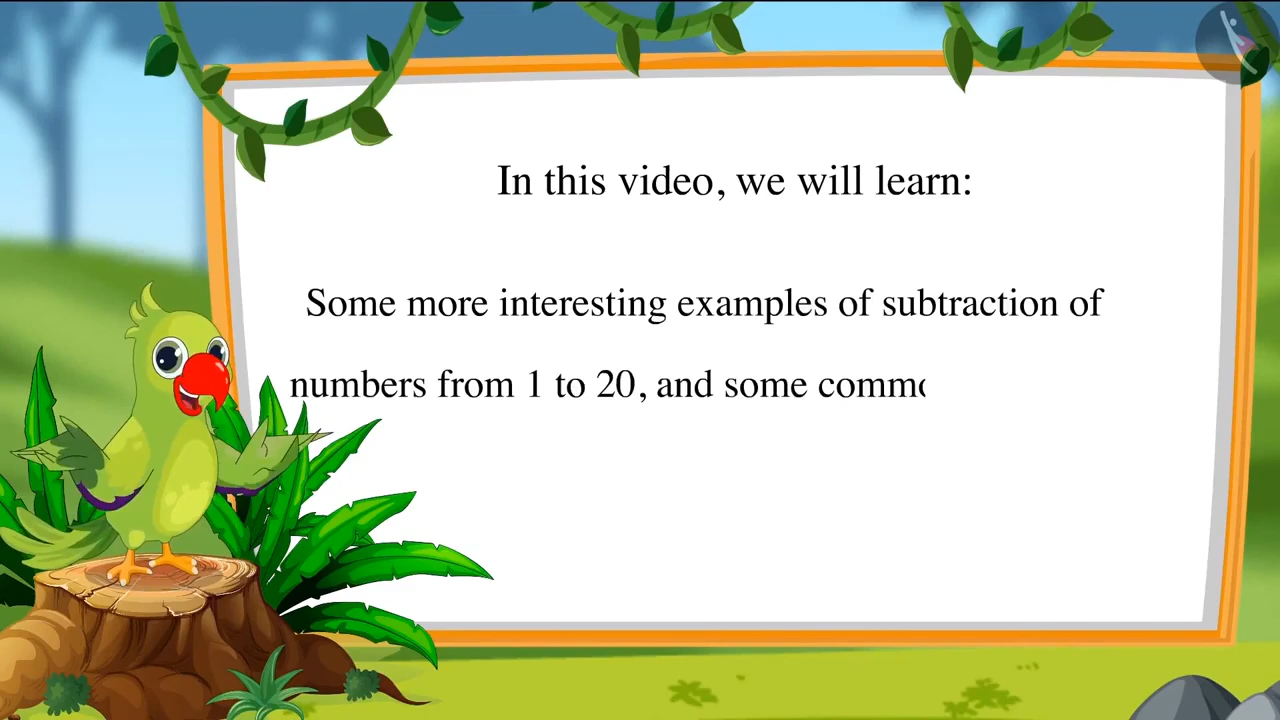 In this video, we will learn:
Some more interesting examples of subtraction of
numbers from 1 to 20, and some